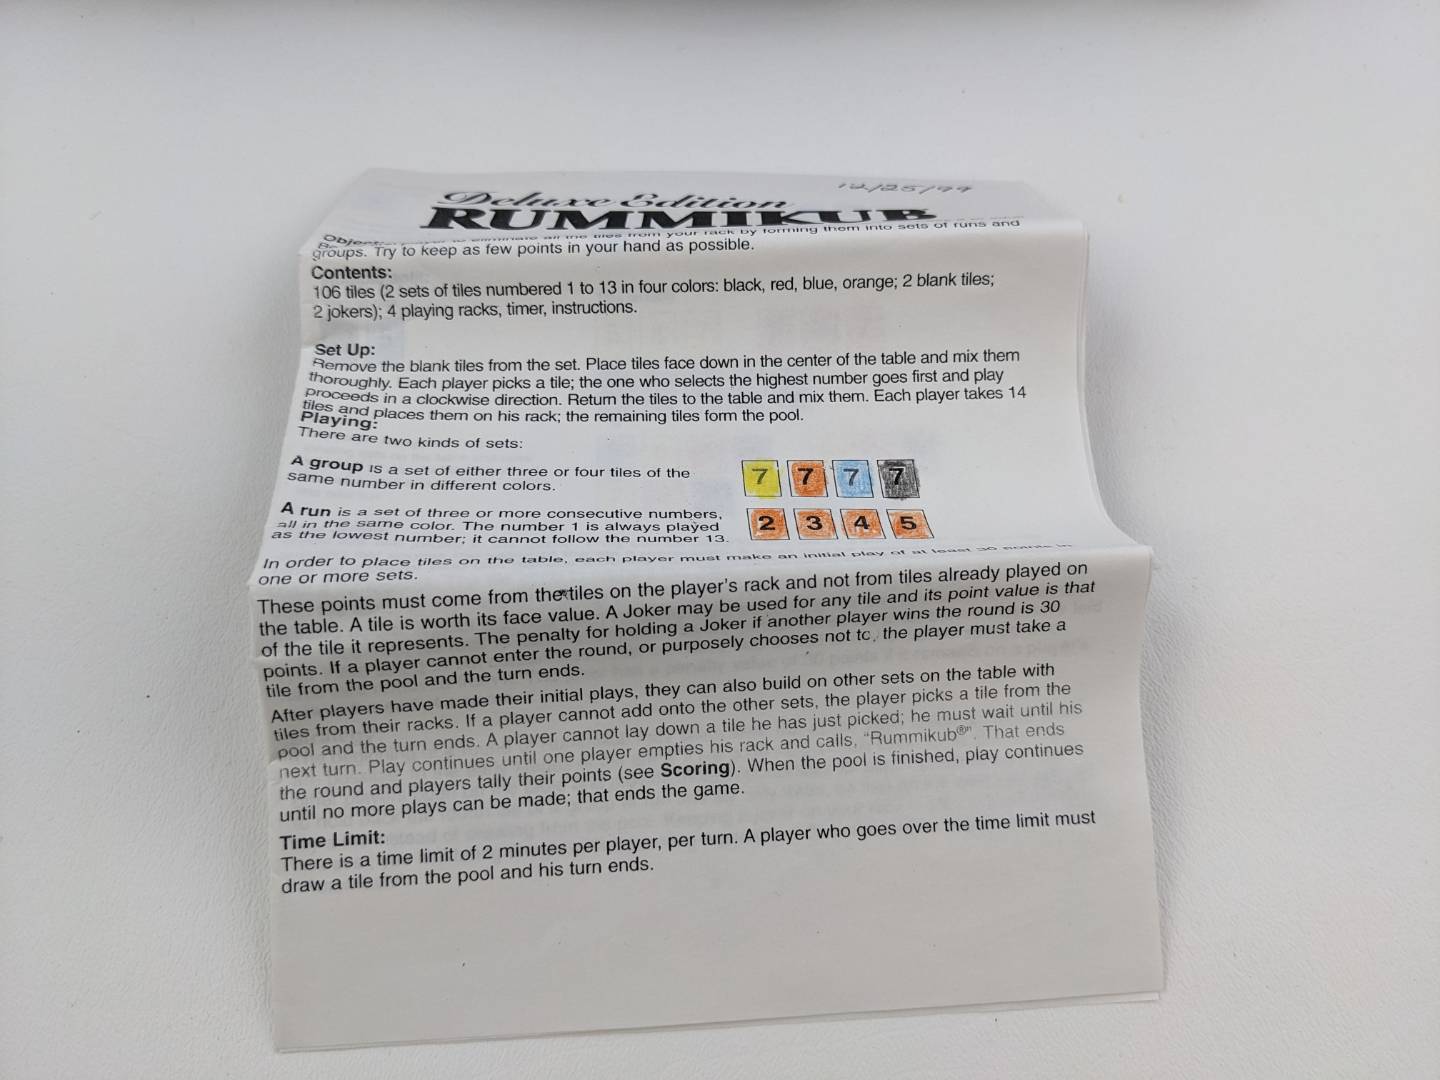 12/25/99
Deluxe Edition
RUMMIKUB
to eliminate all the tiles from your rack by forming them into sets of runs and
groups. Try to keep as few points in your hand as possible.
Contents:
106 tiles (2 sets of tiles numbered 1 to 13 in four colors: black, red, blue, orange; 2 blank tiles;
2 jokers); 4 playing racks, timer, instructions.
Set Up:
Remove the blank tiles from the set. Place tiles face down in the center of the table and mix them
thoroughly. Each player picks a tile; the one who selects the highest number goes first and play
proceeds in a clockwise direction. Return the tiles to the table and mix them. Each player takes 14
tiles and places them on his rack; the remaining tiles form the pool.
Playing:
There are two kinds of sets:
A group is a set of either three or four tiles of the
same number in different colors.
7 7 7 7
A run is a set of three or more consecutive numbers,
all in the same color. The number 1 is always played
as the lowest number; it cannot follow the number 13.
2 3 4 5
In order to place tiles on the table, each player must make an initial play of at least 30 points in
one or more sets.
These points must come from the tiles on the player's rack and not from tiles already played on
the table. A tile is worth its face value. A Joker may be used for any tile and its point value is that
of the tile it represents. The penalty for holding a Joker if another player wins the round is 30
points. If a player cannot enter the round, or purposely chooses not to, the player must take a
tile from the pool and the turn ends.
After players have made their initial plays, they can also build on other sets on the table with
tiles from their racks. If a player cannot add onto the other sets, the player picks a tile from the
pool and the turn ends. A player cannot lay down a tile he has just picked; he must wait until his
next turn. Play continues until one player empties his rack and calls, "Rummikub®". That ends
the round and players tally their points (see Scoring). When the pool is finished, play continues
until no more plays can be made; that ends the game.
Time Limit:
There is a time limit of 2 minutes per player, per turn. A player who goes over the time limit must
draw a tile from the pool and his turn ends.